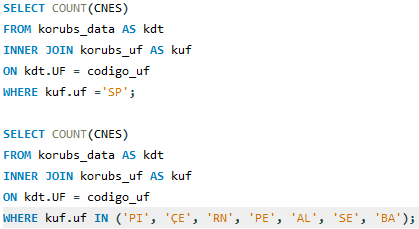 SELECT COUNT(CNES)
FROM korubs_data AS kdt
INNER JOIN korubs_uf AS kuf
ON kdt.UF = codigo_uf
WHERE kuf.uf ='SP';
SELECT COUNT(CNES)
FROM korubs_data AS kdt
INNER JOIN korubs_uf AS kuf
ON kdt.UF = codigo_uf
WHERE kuf.uf IN ('PI', 'ÇE', 'RN', 'PE', 'AL', 'SE', 'BA');